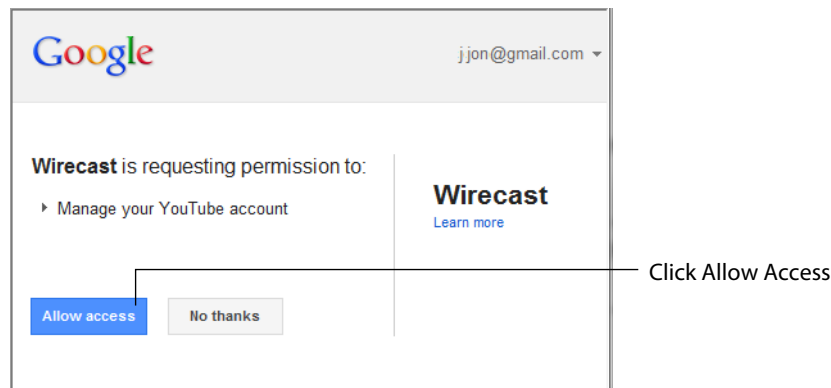 Google
jjon@gmail.com
Wirecast is requesting permission to:
Manage your YouTube account
Wirecast
Learn more
Click Allow Access
Allow access
No thanks